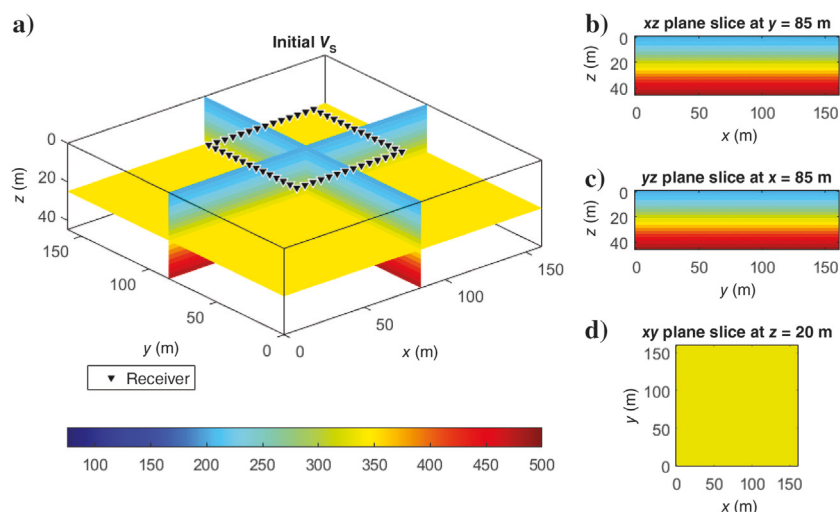 a)
Initial VS
z (m)
0
20
40
150
100
50
0
y (m)
0
50
100
150
x (m)
Receiver
100 150 200 250 300 350 400 450 500
b)
xz plane slice at y = 85 m
z (m)
0
20
40
0 50 100 150
x (m)
c)
yz plane slice at x = 85 m
z (m)
0
20
40
0 50 100 150
y (m)
d)
xy plane slice at z = 20 m
y (m)
150
100
50
0
0 50 100 150
x (m)